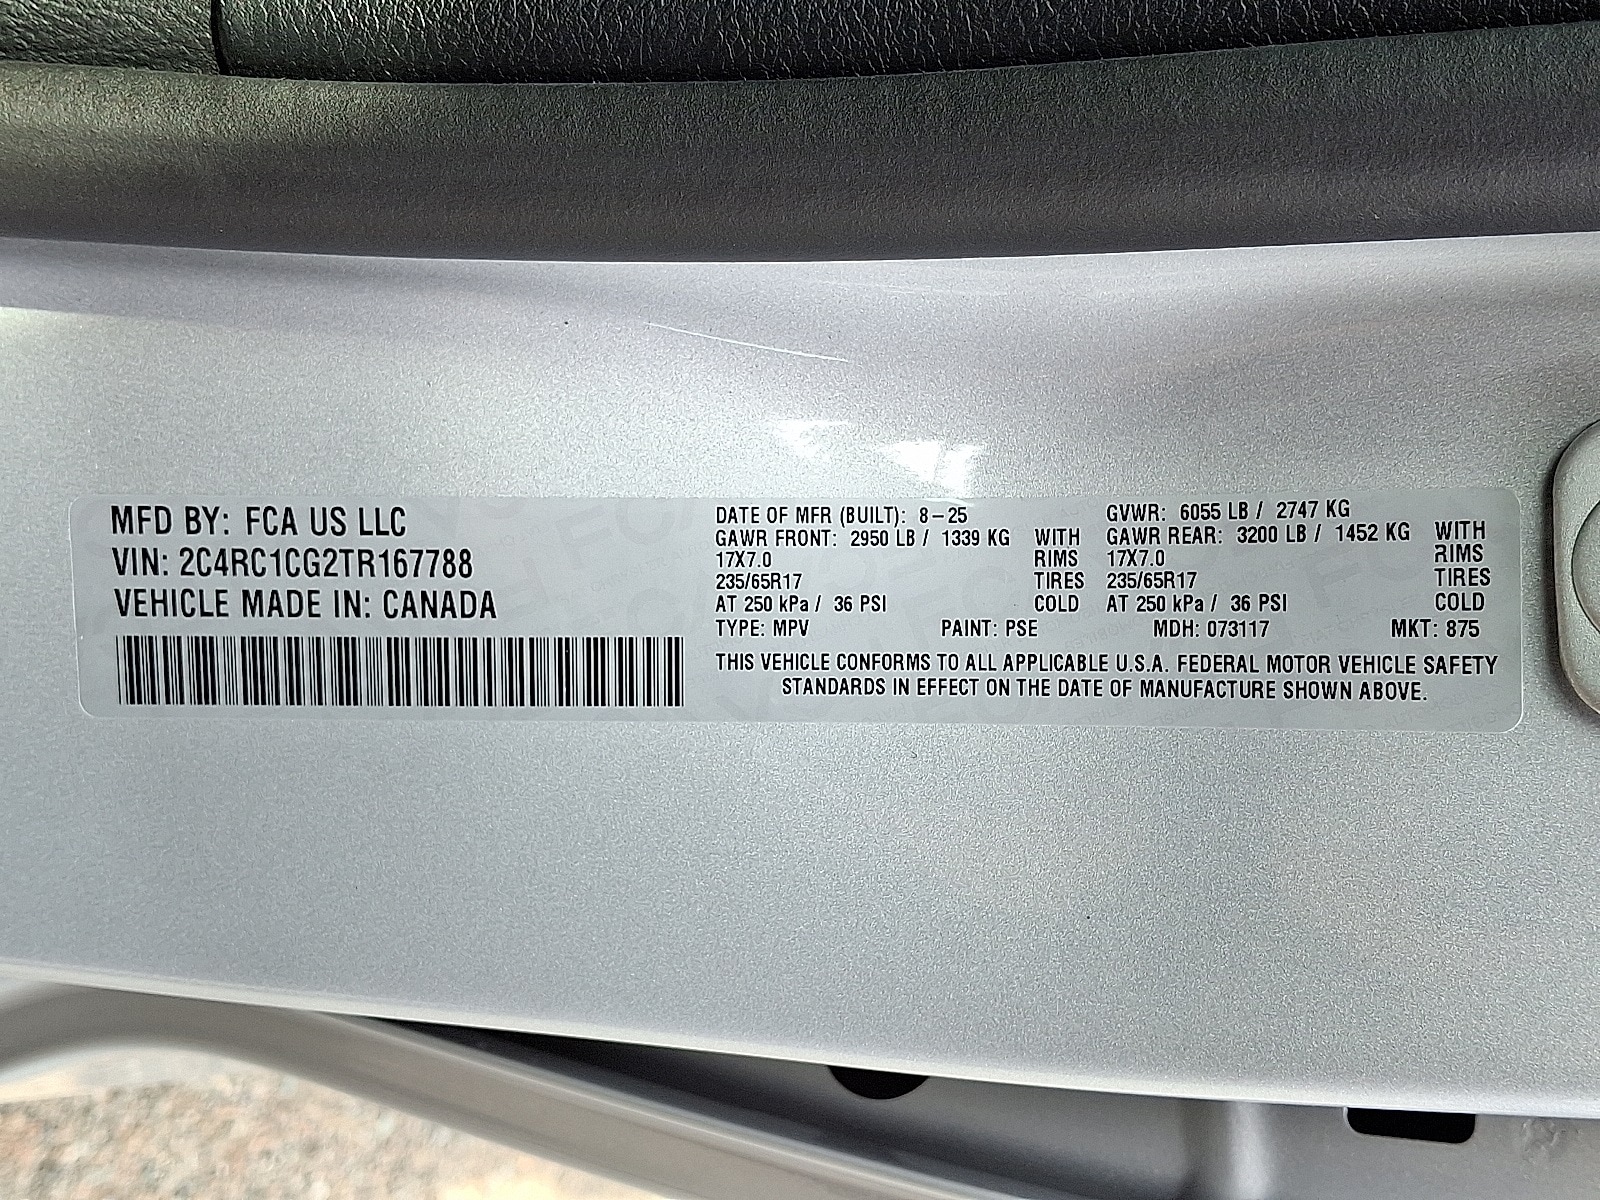 MFD BY: FCA US LLC
VIN: 2C4RC1CG2TR167788
VEHICLE MADE IN: CANADA
DATE OF MFR (BUILT): 8-25
GAWR FRONT: 2950 LB / 1339 KG WITH
17X7.0 RIMS
235/65R17 TIRES
AT 250 kPa / 36 PSI COLD
GVWR: 6055 LB / 2747 KG
GAWR REAR: 3200 LB / 1452 KG WITH
17X7.0 RIMS
235/65R17 TIRES
AT 250 kPa / 36 PSI COLD
TYPE: MPV PAINT: PSE MDH: 073117 MKT: 875
THIS VEHICLE CONFORMS TO ALL APPLICABLE U.S.A. FEDERAL MOTOR VEHICLE SAFETY
STANDARDS IN EFFECT ON THE DATE OF MANUFACTURE SHOWN ABOVE.